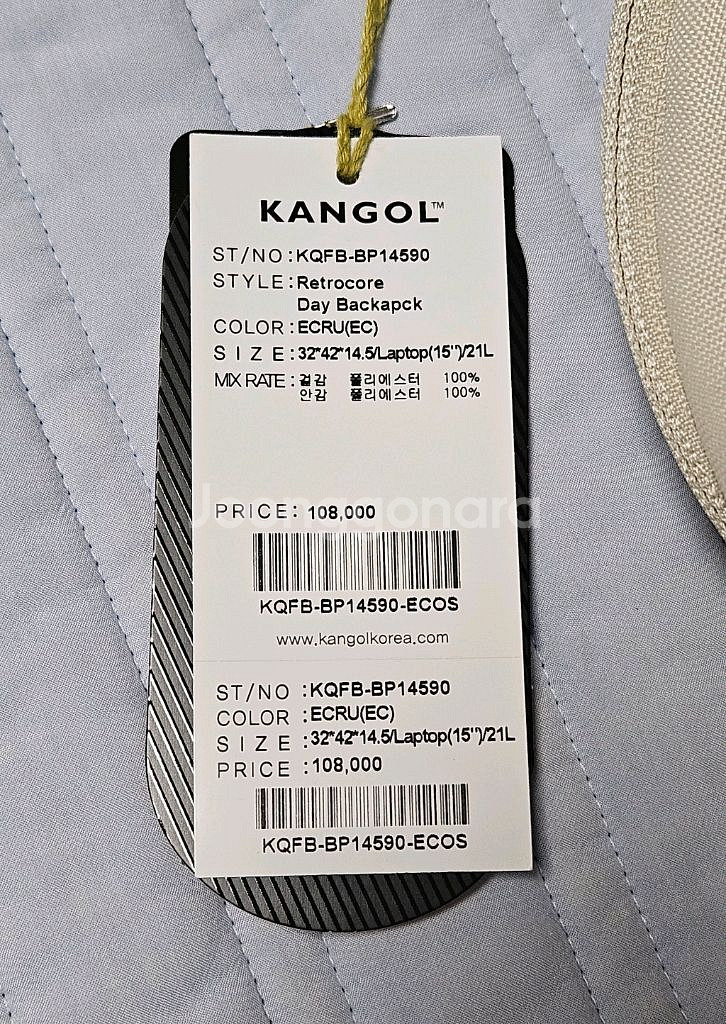 KANGOL™
ST/NO : KQFB-BP14590
STYLE : Retrocore
Day Backapck
COLOR : ECRU(EC)
SIZE : 32*42*14.5/Laptop(15")/21L
MIX RATE : 겉감 폴리에스터 100%
안감 폴리에스터 100%
Joonggonara
PRICE : 108,000
KQFB-BP14590-ECOS
www.kangolkorea.com
ST/NO : KQFB-BP14590
COLOR : ECRU(EC)
SIZE : 32*42*14.5/Laptop(15")/21L
PRICE : 108,000
KQFB-BP14590-ECOS